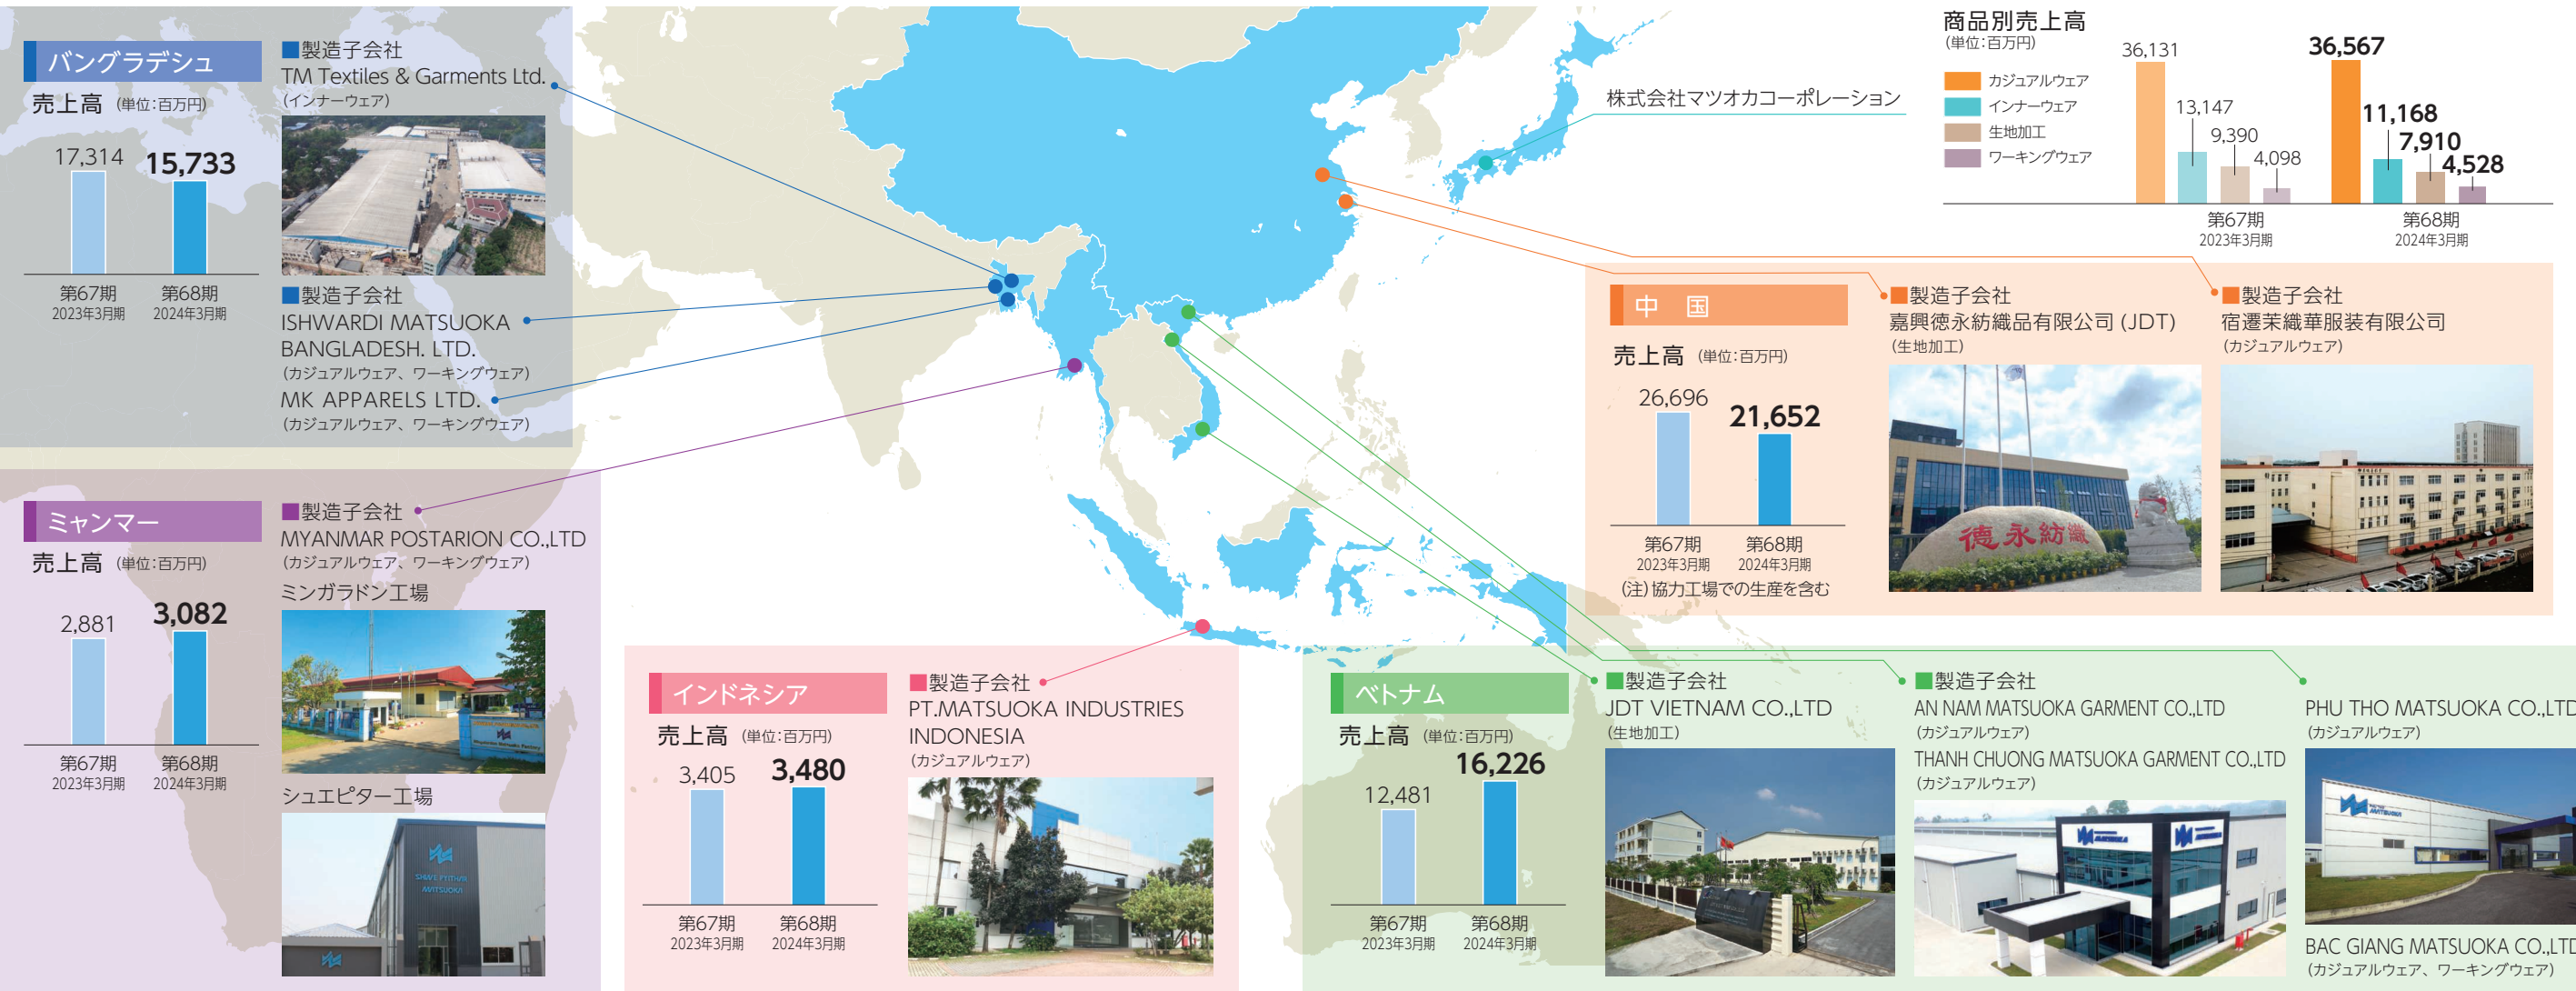 バングラデシュ
売上高 (単位:百万円)
17,314
15,733
第67期
2023年3月期
第68期
2024年3月期
■製造子会社
TM Textiles & Garments Ltd.
(インナーウェア)
■製造子会社
ISHWARDI MATSUOKA
BANGLADESH. LTD.
(カジュアルウェア、ワーキングウェア)
MK APPARELS LTD.
(カジュアルウェア、ワーキングウェア)
ミャンマー
売上高 (単位:百万円)
2,881
3,082
第67期
2023年3月期
第68期
2024年3月期
■製造子会社
MYANMAR POSTARION CO.,LTD
(カジュアルウェア、ワーキングウェア)
ミンガラドン工場
シュエピター工場
SHWE PYITHAR
MATSUOKA
インドネシア
売上高 (単位:百万円)
3,405
3,480
第67期
2023年3月期
第68期
2024年3月期
■製造子会社
PT.MATSUOKA INDUSTRIES
INDONESIA
(カジュアルウェア)
株式会社マツオカコーポレーション
商品別売上高
(単位:百万円)
カジュアルウェア
インナーウェア
生地加工
ワーキングウェア
36,131
13,147
9,390
4,098
第67期
2023年3月期
36,567
11,168
7,910
4,528
第68期
2024年3月期
中 国
売上高 (単位:百万円)
26,696
21,652
第67期
2023年3月期
第68期
2024年3月期
(注)協力工場での生産を含む
■製造子会社
嘉興徳永紡織品有限公司(JDT)
(生地加工)
德永紡織
■製造子会社
宿遷茉織華服装有限公司
(カジュアルウェア)
ベトナム
売上高 (単位:百万円)
12,481
16,226
第67期
2023年3月期
第68期
2024年3月期
■製造子会社
JDT VIETNAM CO.,LTD
(生地加工)
■製造子会社
AN NAM MATSUOKA GARMENT CO.,LTD
(カジュアルウェア)
THANH CHUONG MATSUOKA GARMENT CO.,LTD
(カジュアルウェア)
MATSUOKA
MATSUOKA
PHU THO MATSUOKA CO.,LTD
(カジュアルウェア)
MATSUOKA
BAC GIANG MATSUOKA CO.,LTD
(カジュアルウェア、ワーキングウェア)